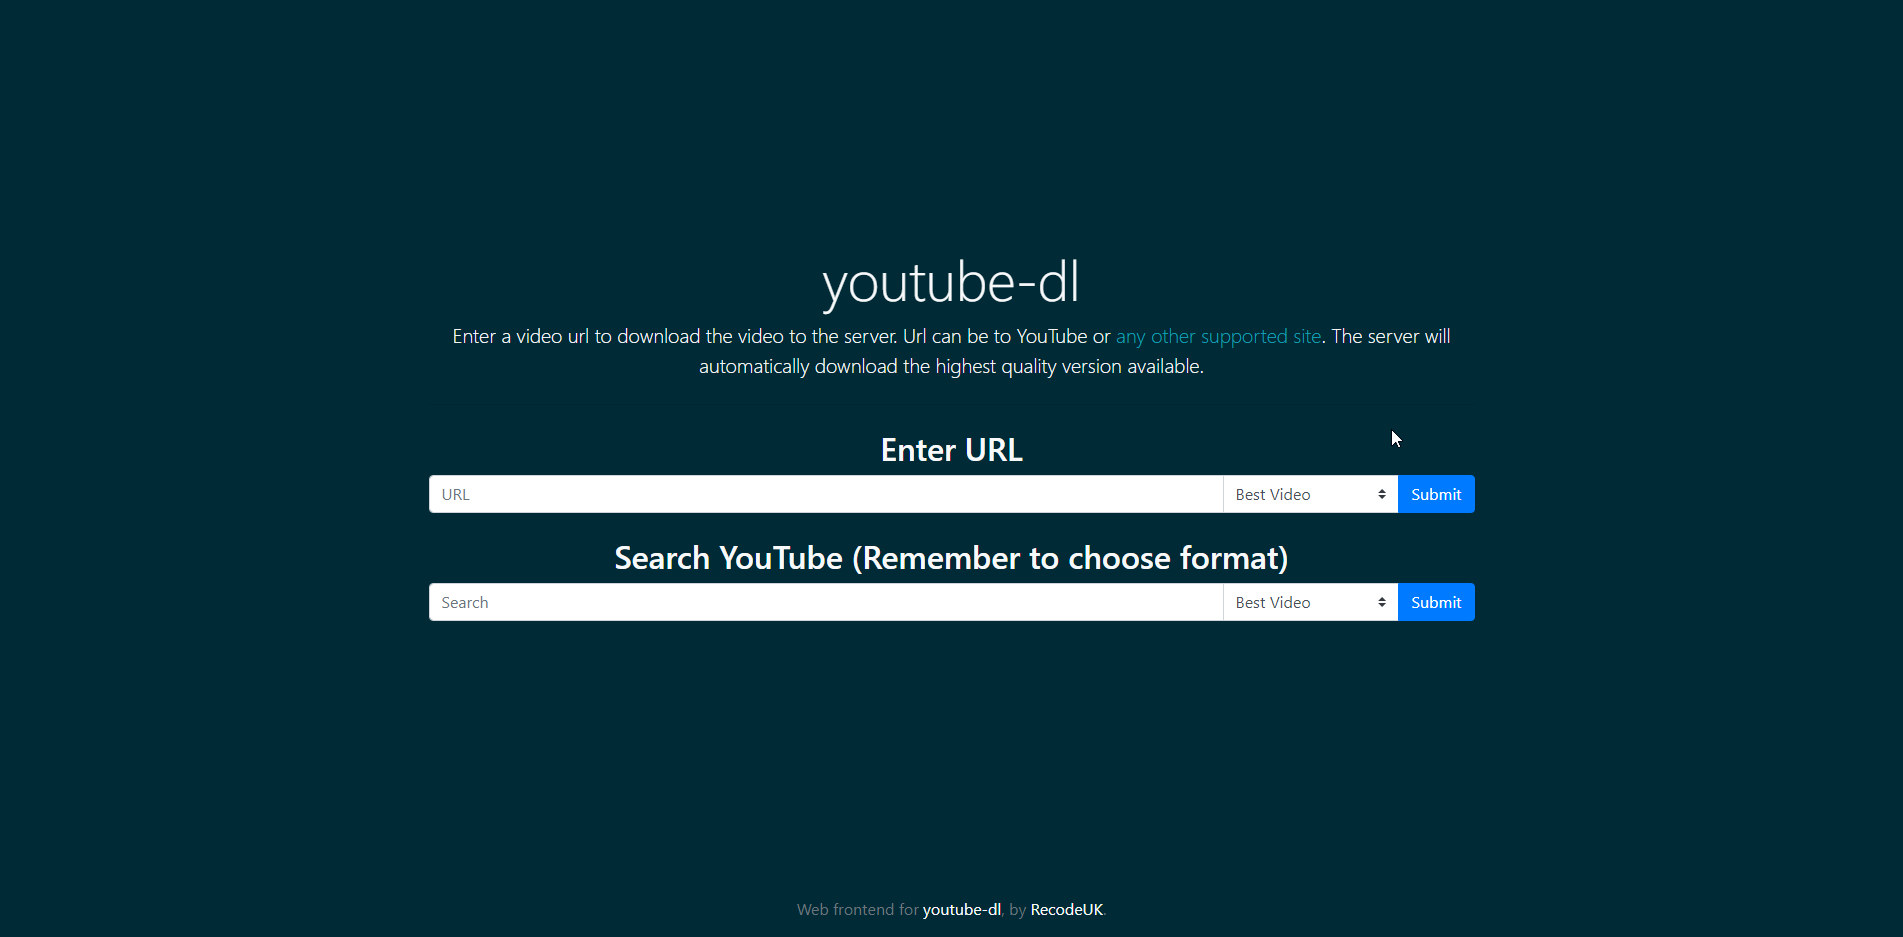 youtube-dl
Enter a video url to download the video to the server. Url can be to YouTube or any other supported site. The server will
automatically download the highest quality version available.
Enter URL
URL Best Video Submit
Search YouTube (Remember to choose format)
Search Best Video Submit
Web frontend for youtube-dl, by RecodeUK.